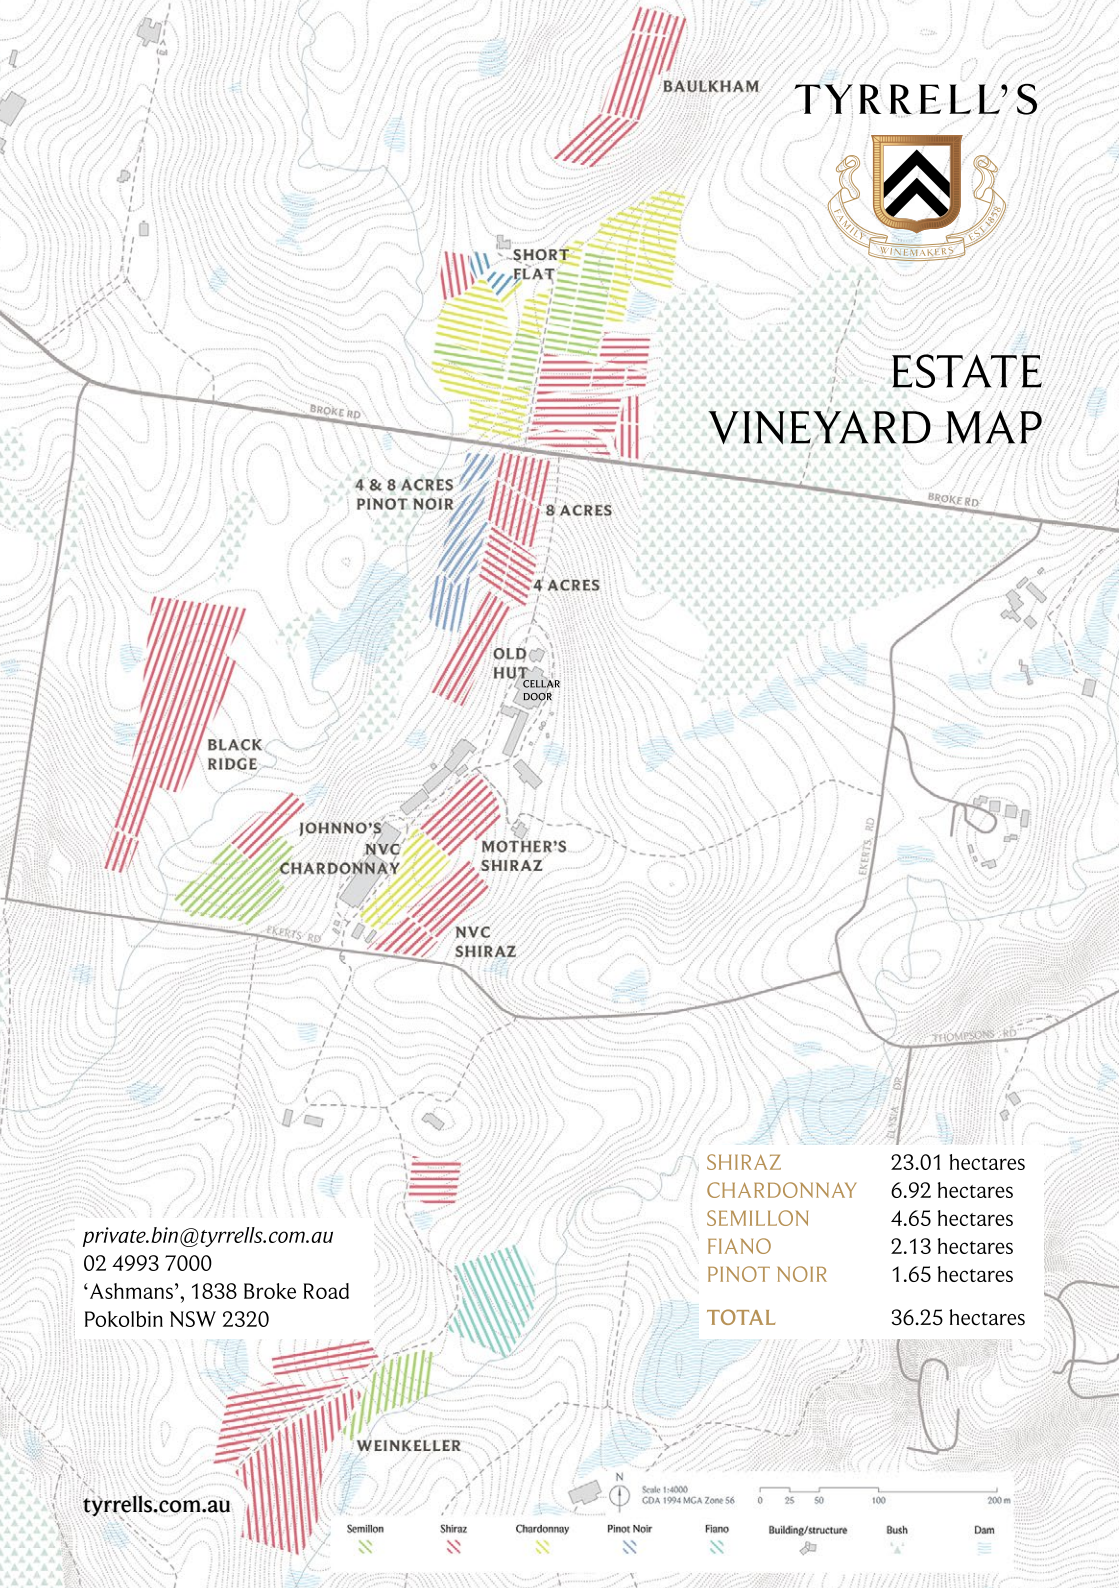 BAULKHAM
TYRRELL'S
FAMILY
WINEMAKERS
EST 1858
SHORT
FLAT
ESTATE
VINEYARD MAP
BROKE RD
4 & 8 ACRES
PINOT NOIR
BROKE RD
8 ACRES
4 ACRES
OLD
HUT
CELLAR
DOOR
BLACK
RIDGE
JOHNNO'S
NVC
CHARDONNAY
MOTHER'S
SHIRAZ
EKERTS RD
EKERTS RD
NVC
SHIRAZ
THOMPSONS RD
ELYSIA DR
SHIRAZ 23.01 hectares
CHARDONNAY 6.92 hectares
SEMILLON 4.65 hectares
FIANO 2.13 hectares
PINOT NOIR 1.65 hectares
TOTAL 36.25 hectares
private.bin@tyrrells.com.au
02 4993 7000
‘Ashmans’, 1838 Broke Road
Pokolbin NSW 2320
WEINKELLER
tyrrells.com.au
N
Scale 1:4000
GDA 1994 MGA Zone 56
0 25 50 100 200 m
Semillon Shiraz Chardonnay Pinot Noir Fiano Building/structure Bush Dam